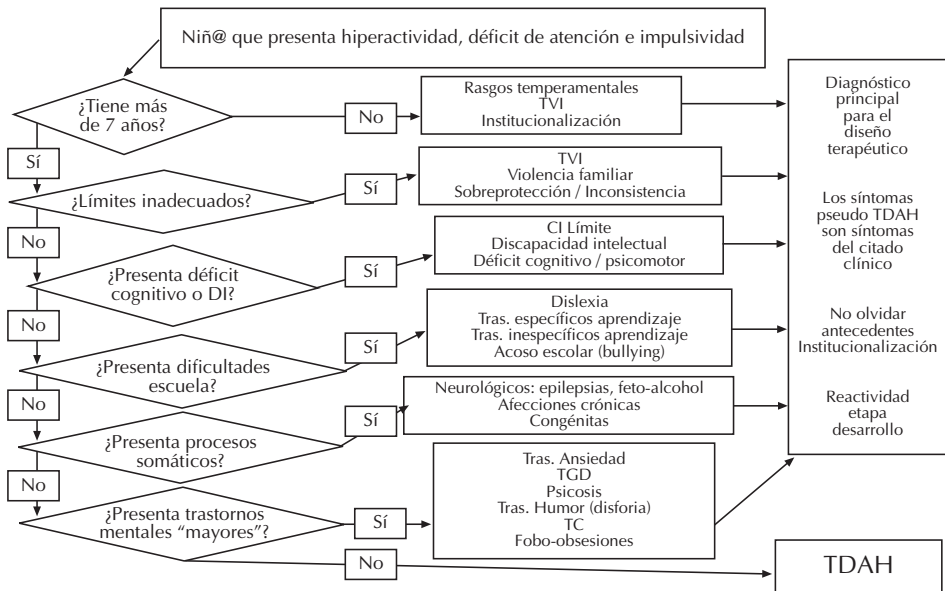 Niñ@ que presenta hiperactividad, déficit de atención e impulsividad
¿Tiene más
de 7 años?
No
Rasgos temperamentales
TVI
Institucionalización
Sí
¿Límites inadecuados?
Sí
TVI
Violencia familiar
Sobreprotección / Inconsistencia
No
¿Presenta déficit
cognitivo o DI?
Sí
CI Límite
Discapacidad intelectual
Déficit cognitivo / psicomotor
No
¿Presenta dificultades
escuela?
Sí
Dislexia
Tras. específicos aprendizaje
Tras. inespecíficos aprendizaje
Acoso escolar (bullying)
No
¿Presenta procesos
somáticos?
Sí
Neurológicos: epilepsias, feto-alcohol
Afecciones crónicas
Congénitas
No
¿Presenta trastornos
mentales “mayores”?
Sí
Tras. Ansiedad
TGD
Psicosis
Tras. Humor (disforia)
TC
Fobo-obsesiones
No
TDAH
Diagnóstico
principal
para el
diseño
terapéutico
Los síntomas
pseudo TDAH
son síntomas
del citado
clínico
No olvidar
antecedentes
Institucionalización
Reactividad
etapa
desarrollo